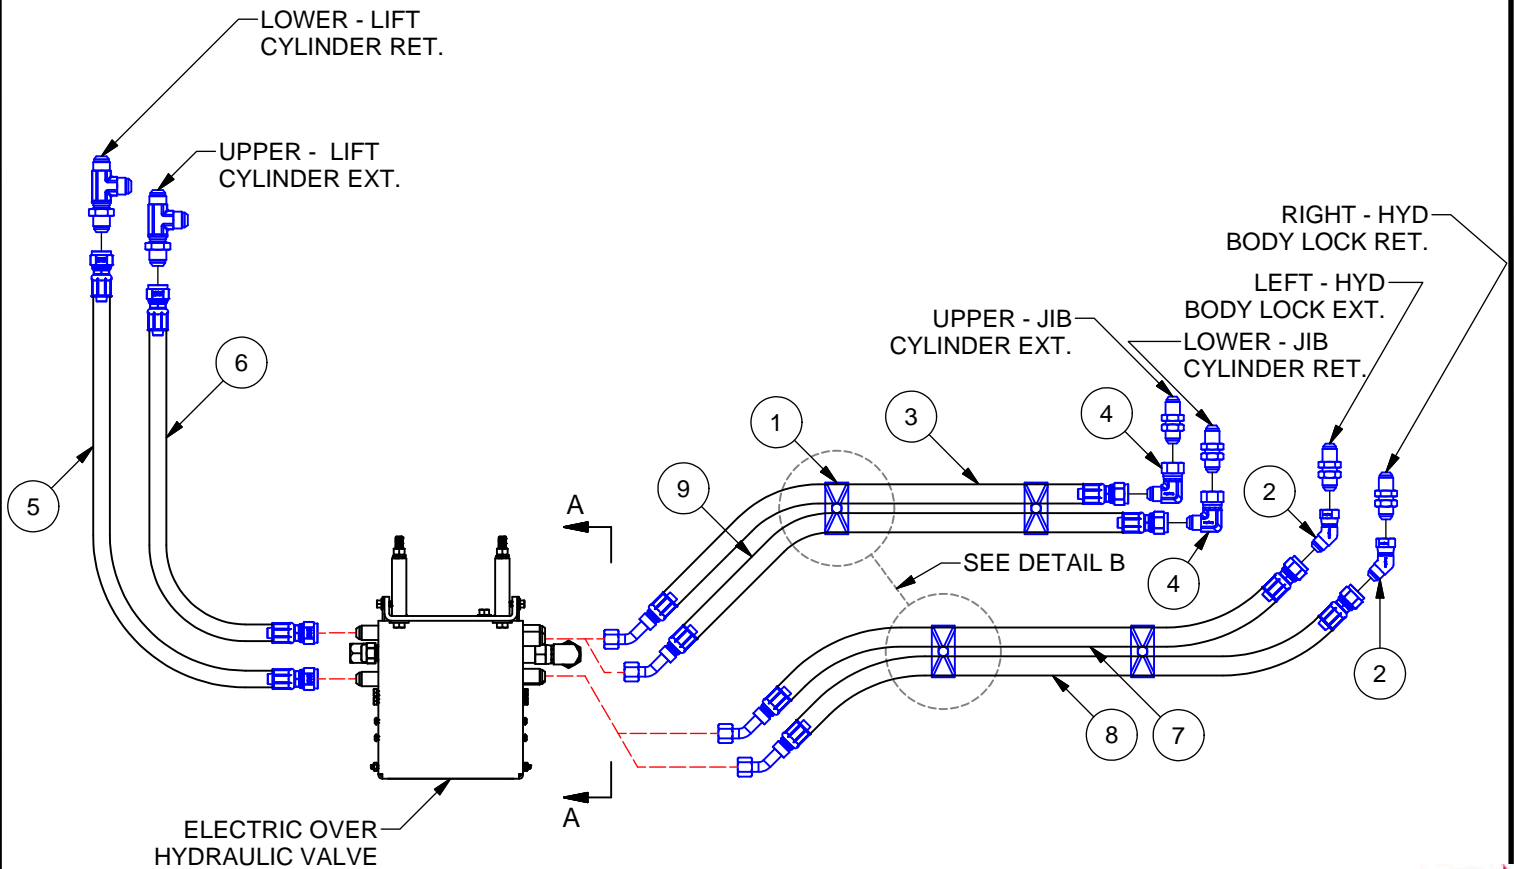 LOWER - LIFT
CYLINDER RET.
UPPER - LIFT
CYLINDER EXT.
RIGHT - HYD
BODY LOCK RET.
LEFT - HYD
BODY LOCK EXT.
UPPER - JIB
CYLINDER EXT.
LOWER - JIB
CYLINDER RET.
6
1
3
4
5
9
A
2
SEE DETAIL B
4
2
8
7
A
ELECTRIC OVER
HYDRAULIC VALVE